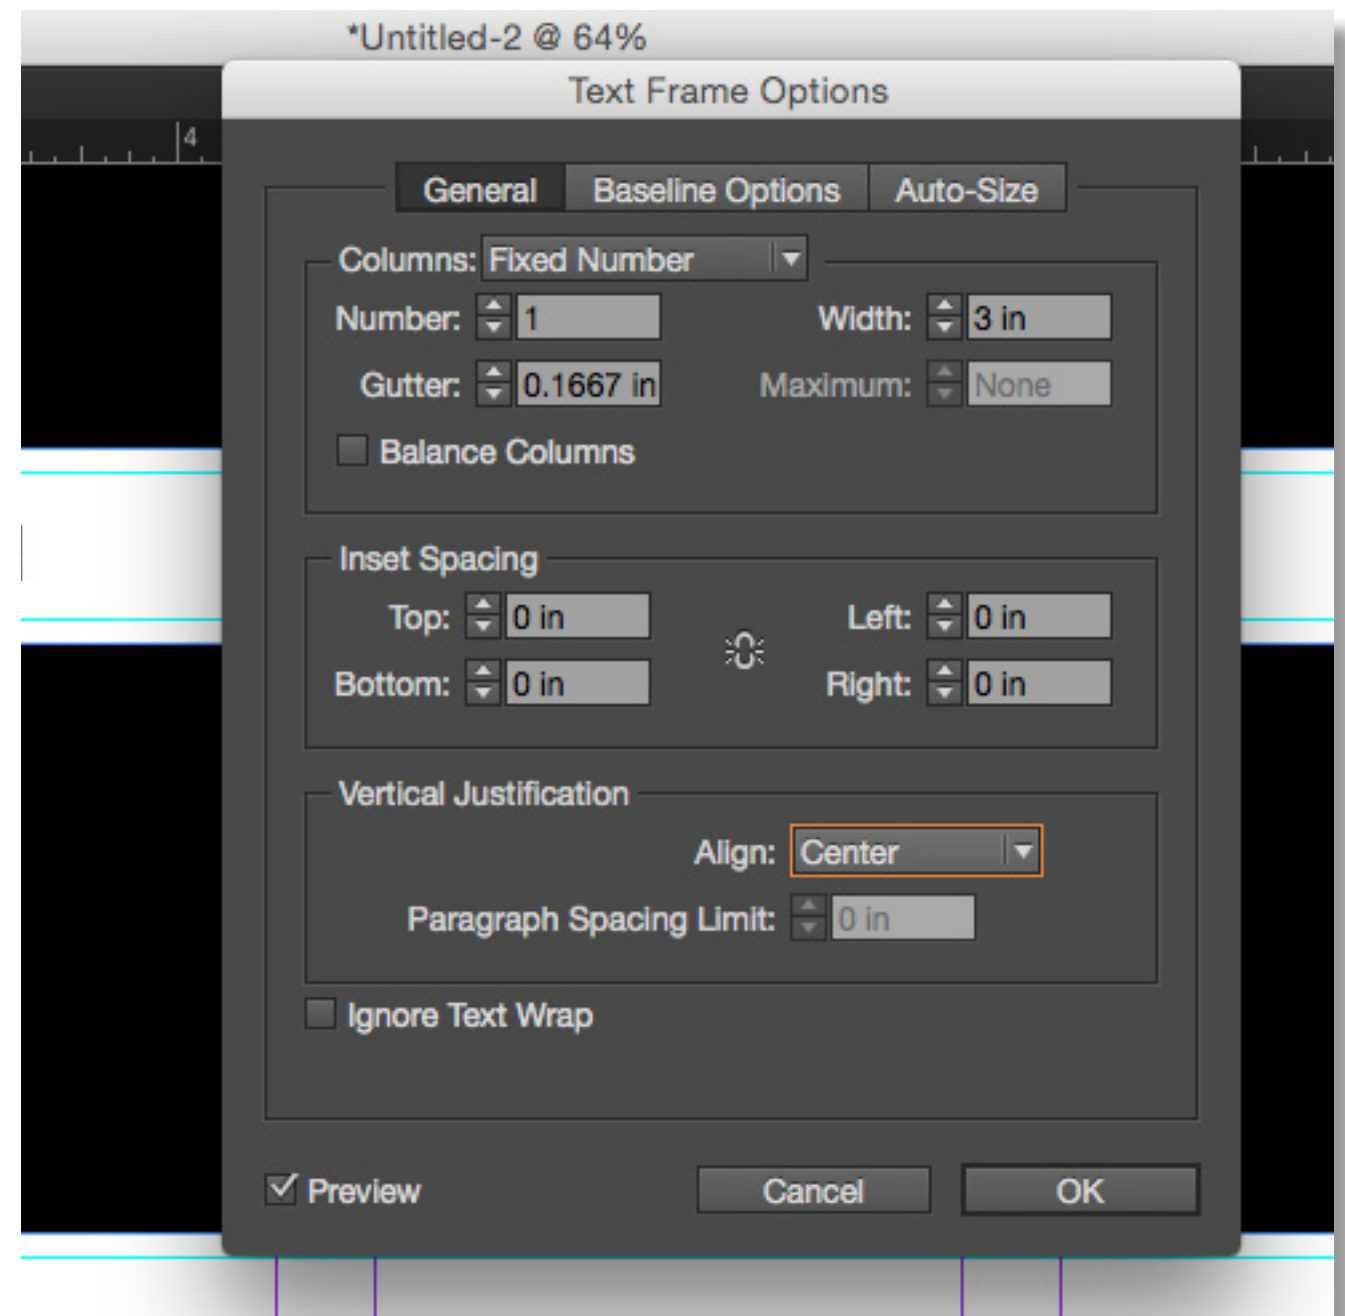 *Untitled-2 @ 64%
Text Frame Options
4
General Baseline Options Auto-Size
Columns: Fixed Number
Number: 1 Width: 3 in
Gutter: 0.1667 in Maximum: None
Balance Columns
Inset Spacing
Top: 0 in Left: 0 in
Bottom: 0 in Right: 0 in
Vertical Justification
Align: Center
Paragraph Spacing Limit: 0 in
Ignore Text Wrap
Preview Cancel OK